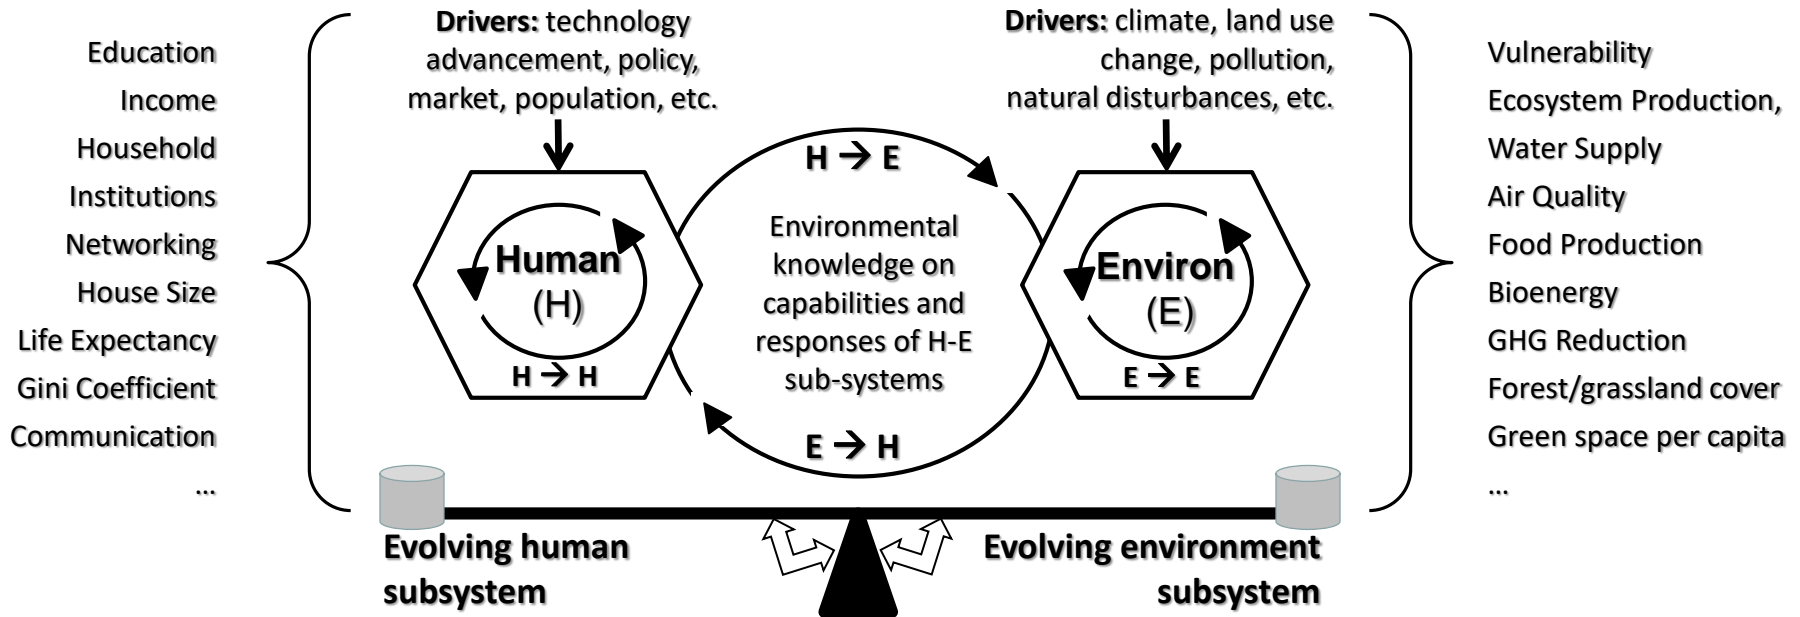 Education
Income
Household
Institutions
Networking
House Size
Life Expectancy
Gini Coefficient
Communication
...
Drivers: technology
advancement, policy,
market, population, etc.
Human
(H)
H → H
H → E
Environmental
knowledge on
capabilities and
responses of H-E
sub-systems
E → H
Drivers: climate, land use
change, pollution,
natural disturbances, etc.
Environ
(E)
E → E
Vulnerability
Ecosystem Production,
Water Supply
Air Quality
Food Production
Bioenergy
GHG Reduction
Forest/grassland cover
Green space per capita
...
Evolving human
subsystem
Evolving environment
subsystem